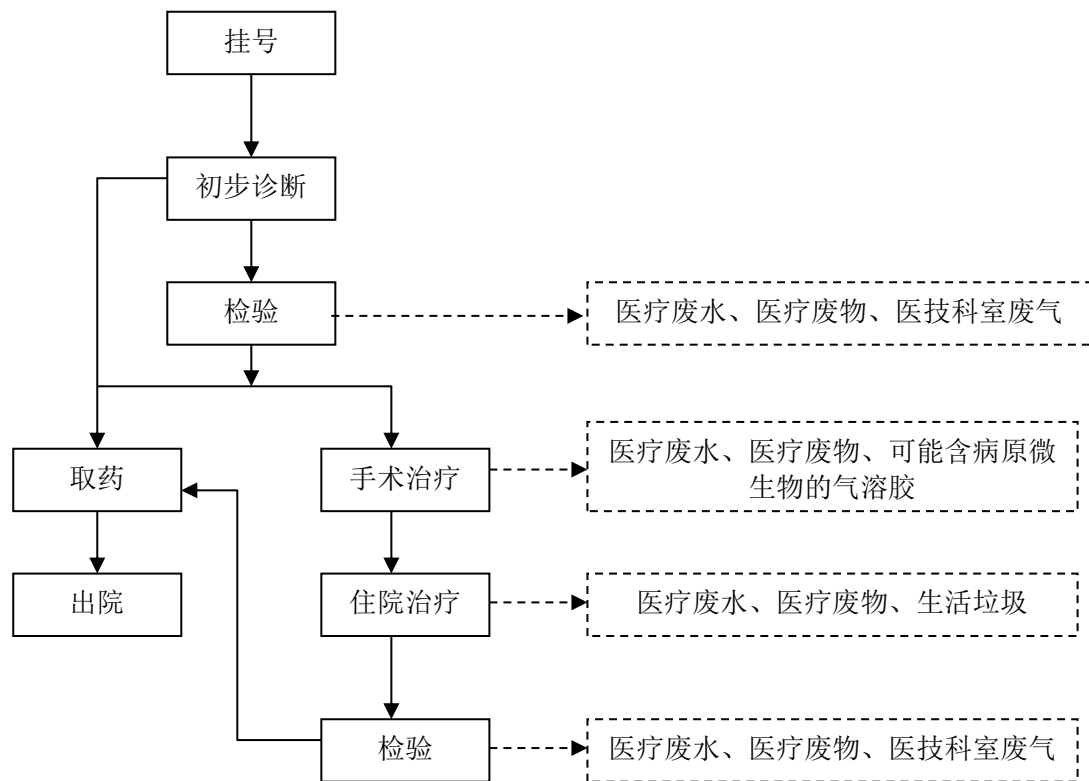 挂号
初步诊断
检验
医疗废水、医疗废物、医技科室废气
取药
手术治疗
医疗废水、医疗废物、可能含病原微
生物的气溶胶
出院
住院治疗
医疗废水、医疗废物、生活垃圾
检验
医疗废水、医疗废物、医技科室废气